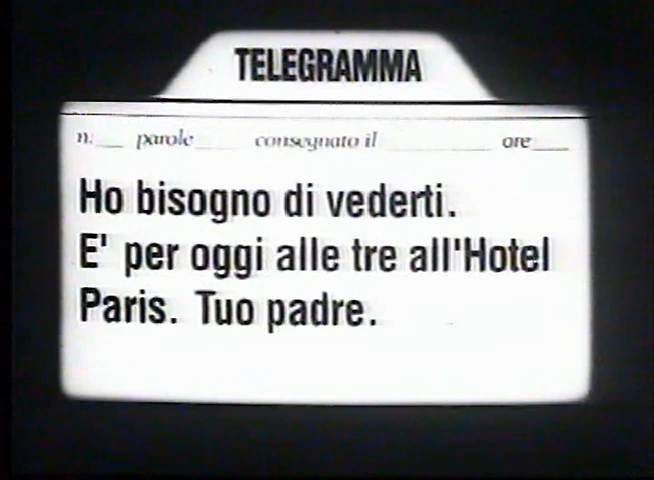 TELEGRAMMA
n: parole consegnato il ore
Ho bisogno di vederti.
E' per oggi alle tre all'Hotel
Paris. Tuo padre.